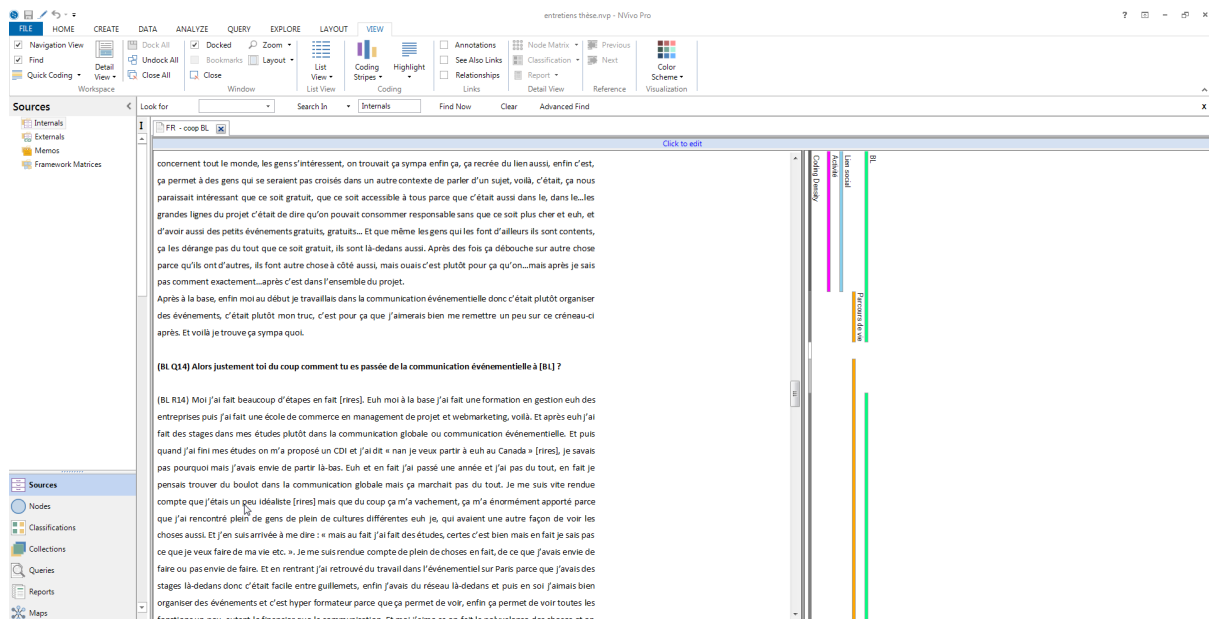 entretiens thèse.nvp - NVivo Pro
FILE HOME CREATE DATA ANALYZE QUERY EXPLORE LAYOUT VIEW
Navigation View
Find
Quick Coding
Detail View
Workspace
Dock All
Undock All
Close All
Docked
Bookmarks
Close
Zoom
Layout
Window
List View
List View
Coding Stripes
Highlight
Coding
Annotations
See Also Links
Relationships
Links
Node Matrix
Classification
Report
Detail View
Previous
Next
Reference
Color Scheme
Visualization
Sources
Look for Search In Internals Find Now Clear Advanced Find x
Internals
Externals
Memos
Framework Matrices
FR - coop BL
Click to edit
concernent tout le monde, les gens s'intéressent, on trouvait ça sympa enfin ça, ça recrée du lien aussi, enfin c'est,
ça permet à des gens qui se seraient pas croisés dans un autre contexte de parler d'un sujet, voilà, c'était, ça nous
paraissait intéressant que ce soit gratuit, que ce soit accessible à tous parce que c'était aussi dans le, dans le…les
grandes lignes du projet c'était de dire qu'on pouvait consommer responsable sans que ce soit plus cher et euh, et
d'avoir aussi des petits événements gratuits, gratuits… Et que même les gens qui les font d'ailleurs ils sont contents,
ça les dérange pas du tout que ce soit gratuit, ils sont là-dedans aussi. Après des fois ça débouche sur autre chose
parce qu'ils ont d'autres, ils font autre chose à côté aussi, mais ouais c'est plutôt pour ça qu'on…mais après je sais
pas comment exactement…après c'est dans l'ensemble du projet.
Après à la base, enfin moi au début je travaillais dans la communication événementielle donc c'était plutôt organiser
des événements, c'était plutôt mon truc, c'est pour ça que j'aimerais bien me remettre un peu sur ce créneau-ci
après. Et voilà je trouve ça sympa quoi.
(BL Q14) Alors justement toi du coup comment tu es passée de la communication événementielle à [BL] ?
(BL R14) Moi j'ai fait beaucoup d'étapes en fait [rires]. Euh moi à la base j'ai fait une formation en gestion euh des
entreprises puis j'ai fait une école de commerce en management de projet et webmarketing, voilà. Et après euh j'ai
fait des stages dans mes études plutôt dans la communication globale ou communication événementielle. Et puis
quand j'ai fini mes études on m'a proposé un CDI et j'ai dit « nan je veux partir à euh au Canada » [rires], je savais
pas pourquoi mais j'avais envie de partir là-bas. Euh et en fait j'ai passé une année et j'ai pas du tout, en fait je
pensais trouver du boulot dans la communication globale mais ça marchait pas du tout. Je me suis vite rendue
compte que j'étais un peu idéaliste [rires] mais que du coup ça m'a vachement, ça m'a énormément apporté parce
que j'ai rencontré plein de gens de plein de cultures différentes euh je, qui avaient une autre façon de voir les
choses aussi. Et j'en suis arrivée à me dire : « mais au fait j'ai fait des études, certes c'est bien mais en fait je sais pas
ce que je veux faire de ma vie etc. ». Je me suis rendue compte de plein de choses en fait, de ce que j'avais envie de
faire ou pas envie de faire. Et en rentrant j'ai retrouvé du travail dans l'événementiel sur Paris parce que j'avais des
stages là-dedans donc c'était facile entre guillemets, enfin j'avais du réseau là-dedans et puis en soi j'aimais bien
organiser des événements et c'est hyper formateur parce que ça permet de voir, enfin ça permet de voir toutes les
Coding Density
Activité
Lien social
Parcours de vie
BL
Sources
Nodes
Classifications
Collections
Queries
Reports
Maps